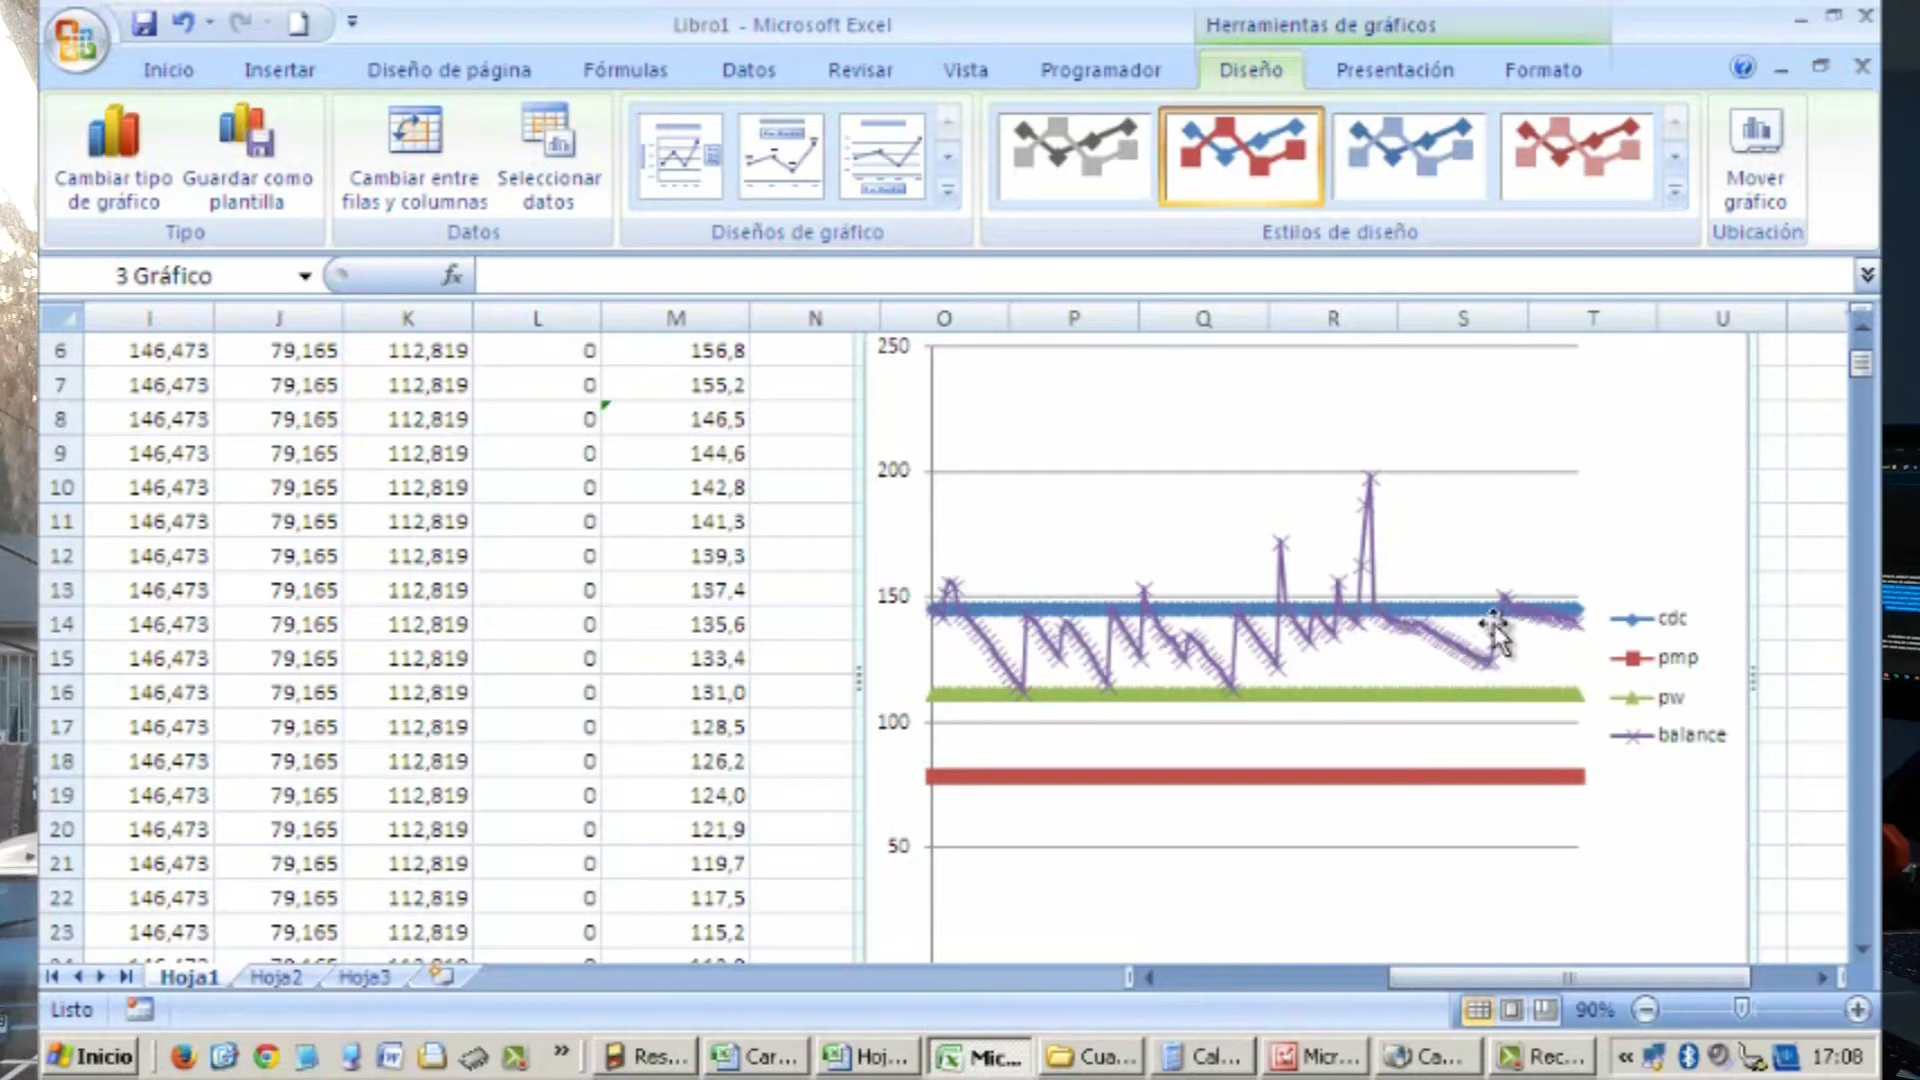 Libro1 - Microsoft Excel
Herramientas de gráficos
Inicio Insertar Diseño de página Fórmulas Datos Revisar Vista Programador Diseño Presentación Formato
Cambiar tipo de gráfico
Guardar como plantilla
Cambiar entre filas y columnas
Seleccionar datos
Mover gráfico
Tipo Datos Diseños de gráfico Estilos de diseño Ubicación
3 Gráfico fx
I J K L M N O P Q R S T U
6 146,473 79,165 112,819 0 156,8
7 146,473 79,165 112,819 0 155,2
8 146,473 79,165 112,819 0 146,5
9 146,473 79,165 112,819 0 144,6
10 146,473 79,165 112,819 0 142,8
11 146,473 79,165 112,819 0 141,3
12 146,473 79,165 112,819 0 139,3
13 146,473 79,165 112,819 0 137,4
14 146,473 79,165 112,819 0 135,6
15 146,473 79,165 112,819 0 133,4
16 146,473 79,165 112,819 0 131,0
17 146,473 79,165 112,819 0 128,5
18 146,473 79,165 112,819 0 126,2
19 146,473 79,165 112,819 0 124,0
20 146,473 79,165 112,819 0 121,9
21 146,473 79,165 112,819 0 119,7
22 146,473 79,165 112,819 0 117,5
23 146,473 79,165 112,819 0 115,2
250
200
150
100
50
cdc
pmp
pw
balance
Hoja1 Hoja2 Hoja3
Listo 90%
Inicio » Res... Car... Hoj... Mic... Cua... Cal... Micr... Ca... Rec... « 17:08